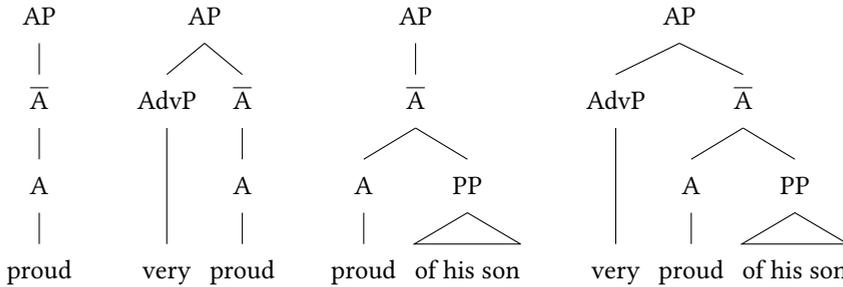 AP AP AP AP
A̅ AdvP A̅ A̅ AdvP A̅
A A A PP A PP
proud very proud proud of his son very proud of his son